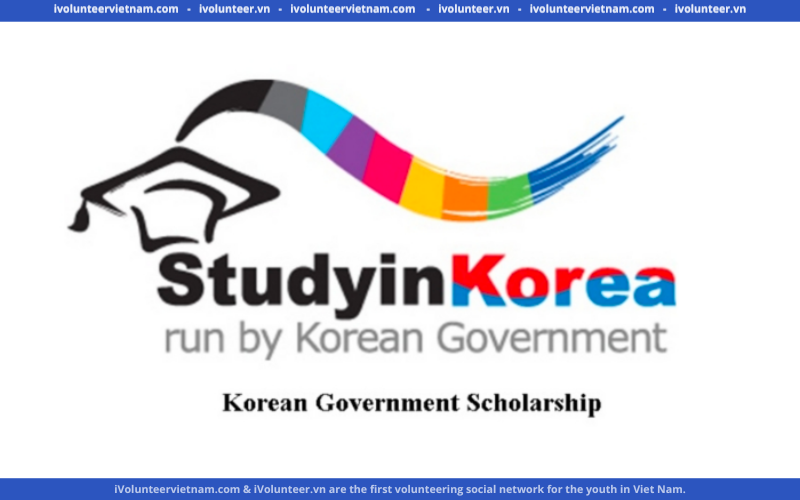 ivolunteervietnam.com - ivolunteer.vn - ivolunteervietnam.com - ivolunteer.vn - ivolunteervietnam.com - ivolunteer.vn
StudyinKorea
run by Korean Government
Korean Government Scholarship
iVolunteervietnam.com & iVolunteer.vn are the first volunteering social network for the youth in Viet Nam.